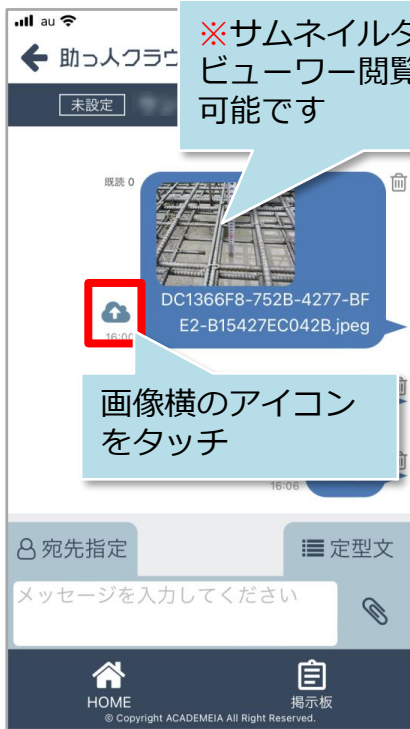 au
※サムネイルタ
ビューワー閲覧
可能です
助っ人クラウ
未設定
既読 0
DC1366F8-752B-4277-BF
E2-B15427EC042B.jpeg
16:00
画像横のアイコン
をタッチ
16:06
宛先指定
定型文
メッセージを入力してください
HOME
掲示板
© Copyright ACADEMEIA All Right Reserved.